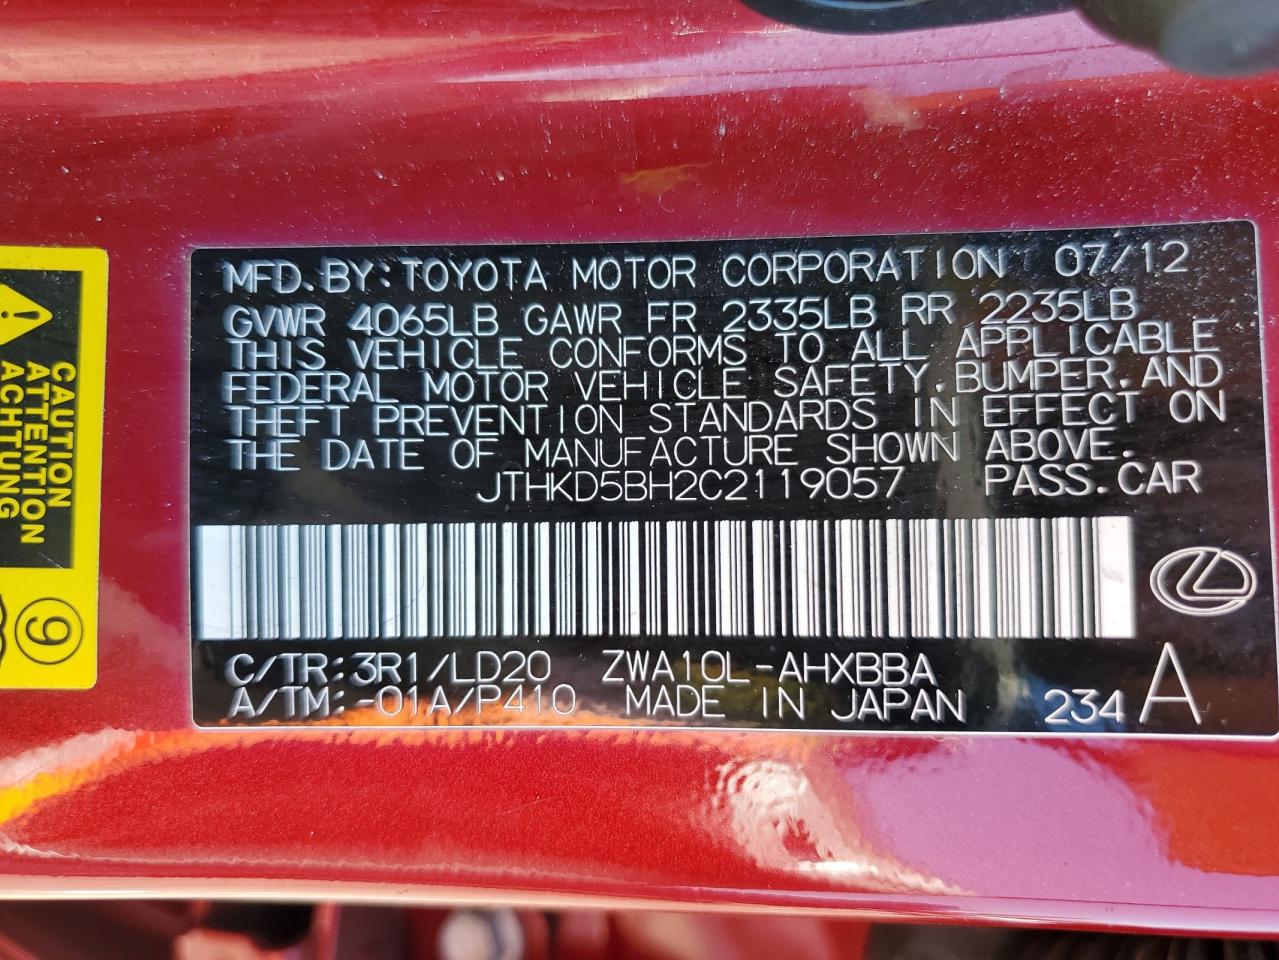 MFD. BY: TOYOTA MOTOR CORPORATION 07/12
GVWR 4065LB GAWR FR 2335LB RR 2235LB
THIS VEHICLE CONFORMS TO ALL APPLICABLE
FEDERAL MOTOR VEHICLE SAFETY, BUMPER, AND
THEFT PREVENTION STANDARDS IN EFFECT ON
THE DATE OF MANUFACTURE SHOWN ABOVE.
JTHKD5BH2C2119057 PASS. CAR
C/TR: 3R1/LD20 ZWA10L-AHXBBA
A/TM: -01A/P410 MADE IN JAPAN 234 A
CAUTION
ATTENTION
ACHTUNG
9